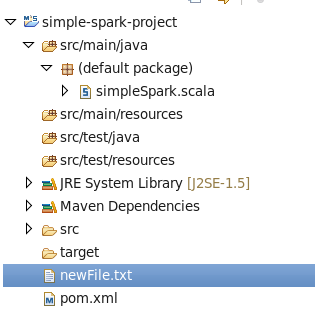 simple-spark-project
src/main/java
(default package)
simpleSpark.scala
src/main/resources
src/test/java
src/test/resources
JRE System Library [J2SE-1.5]
Maven Dependencies
src
target
newFile.txt
pom.xml